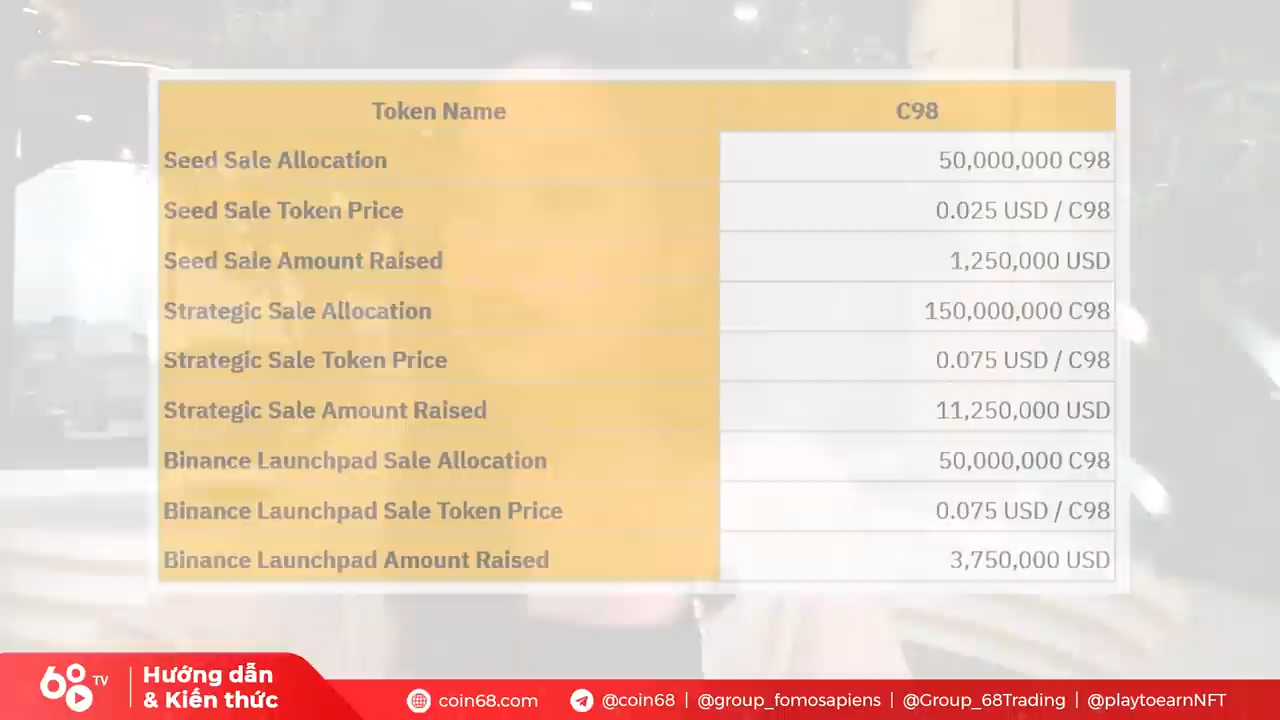 Token Name C98
Seed Sale Allocation 50,000,000 C98
Seed Sale Token Price 0.025 USD / C98
Seed Sale Amount Raised 1,250,000 USD
Strategic Sale Allocation 150,000,000 C98
Strategic Sale Token Price 0.075 USD / C98
Strategic Sale Amount Raised 11,250,000 USD
Binance Launchpad Sale Allocation 50,000,000 C98
Binance Launchpad Sale Token Price 0.075 USD / C98
Binance Launchpad Amount Raised 3,750,000 USD
68 TV
Hướng dẫn
& Kiến thức
coin68.com @coin68 | @group_fomosapiens | @Group_68Trading | @playtoearnNFT